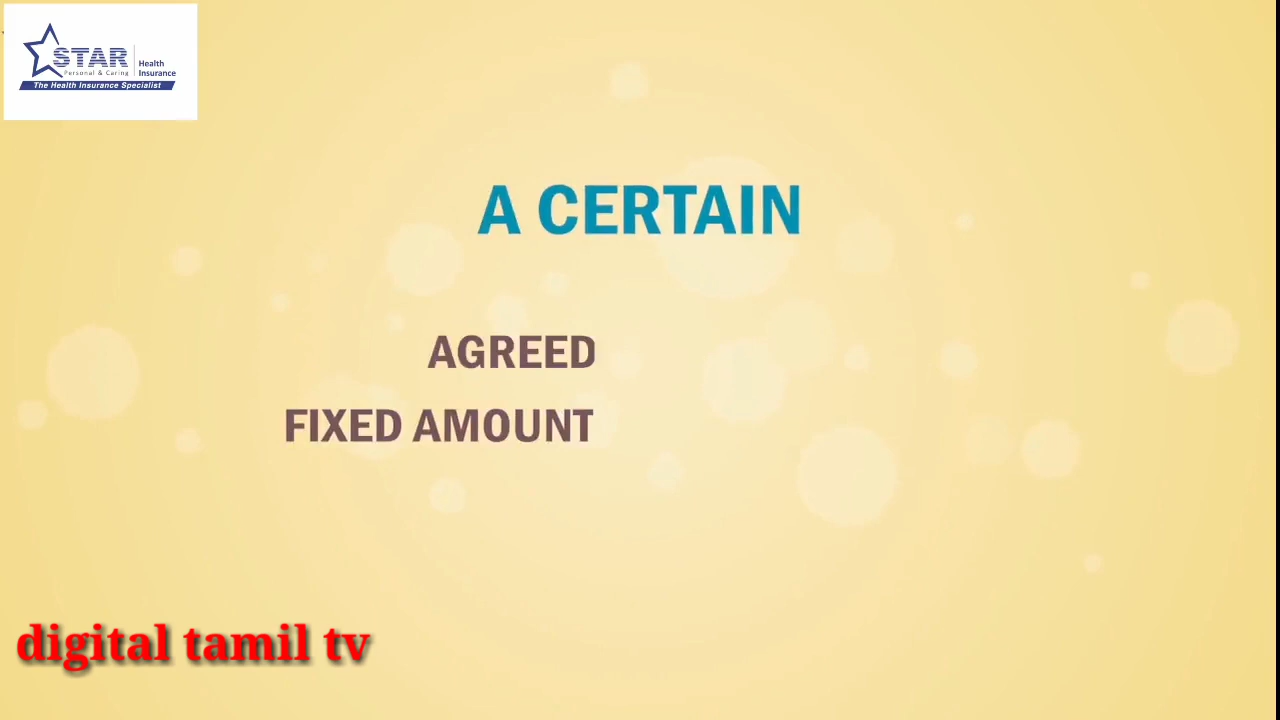 STAR
Health
Insurance
Personal & Caring
The Health Insurance Specialist
A CERTAIN
AGREED
FIXED AMOUNT
digital tamil tv